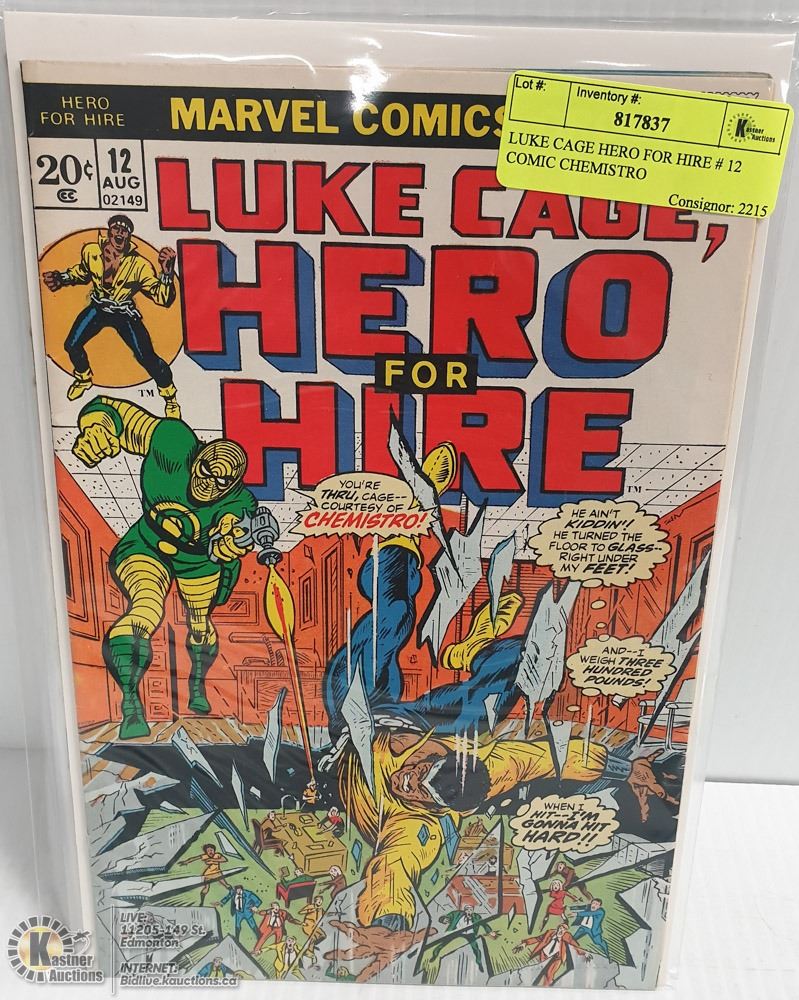 HERO
FOR HIRE
MARVEL COMICS
Lot #:
Inventory #:
817837
Kastner
Auctions
LUKE CAGE HERO FOR HIRE # 12
COMIC CHEMISTRO
Consignor: 2215
20¢
CC
12
AUG
02149
LUKE CAGE,
HERO
FOR
HIRE
TM
TM
YOU'RE
THRU, CAGE--
COURTESY OF
CHEMISTRO!
HE AIN'T
KIDDIN'!
HE TURNED THE
FLOOR TO GLASS--
RIGHT UNDER
MY FEET!
AND--I
WEIGH THREE
HUNDRED
POUNDS!
WHEN I
HIT--I'M
GONNA HIT
HARD!!
LIVE:
11205-149 St.
Edmonton
INTERNET:
Bidlive.kauctions.ca
Kastner
Auctions